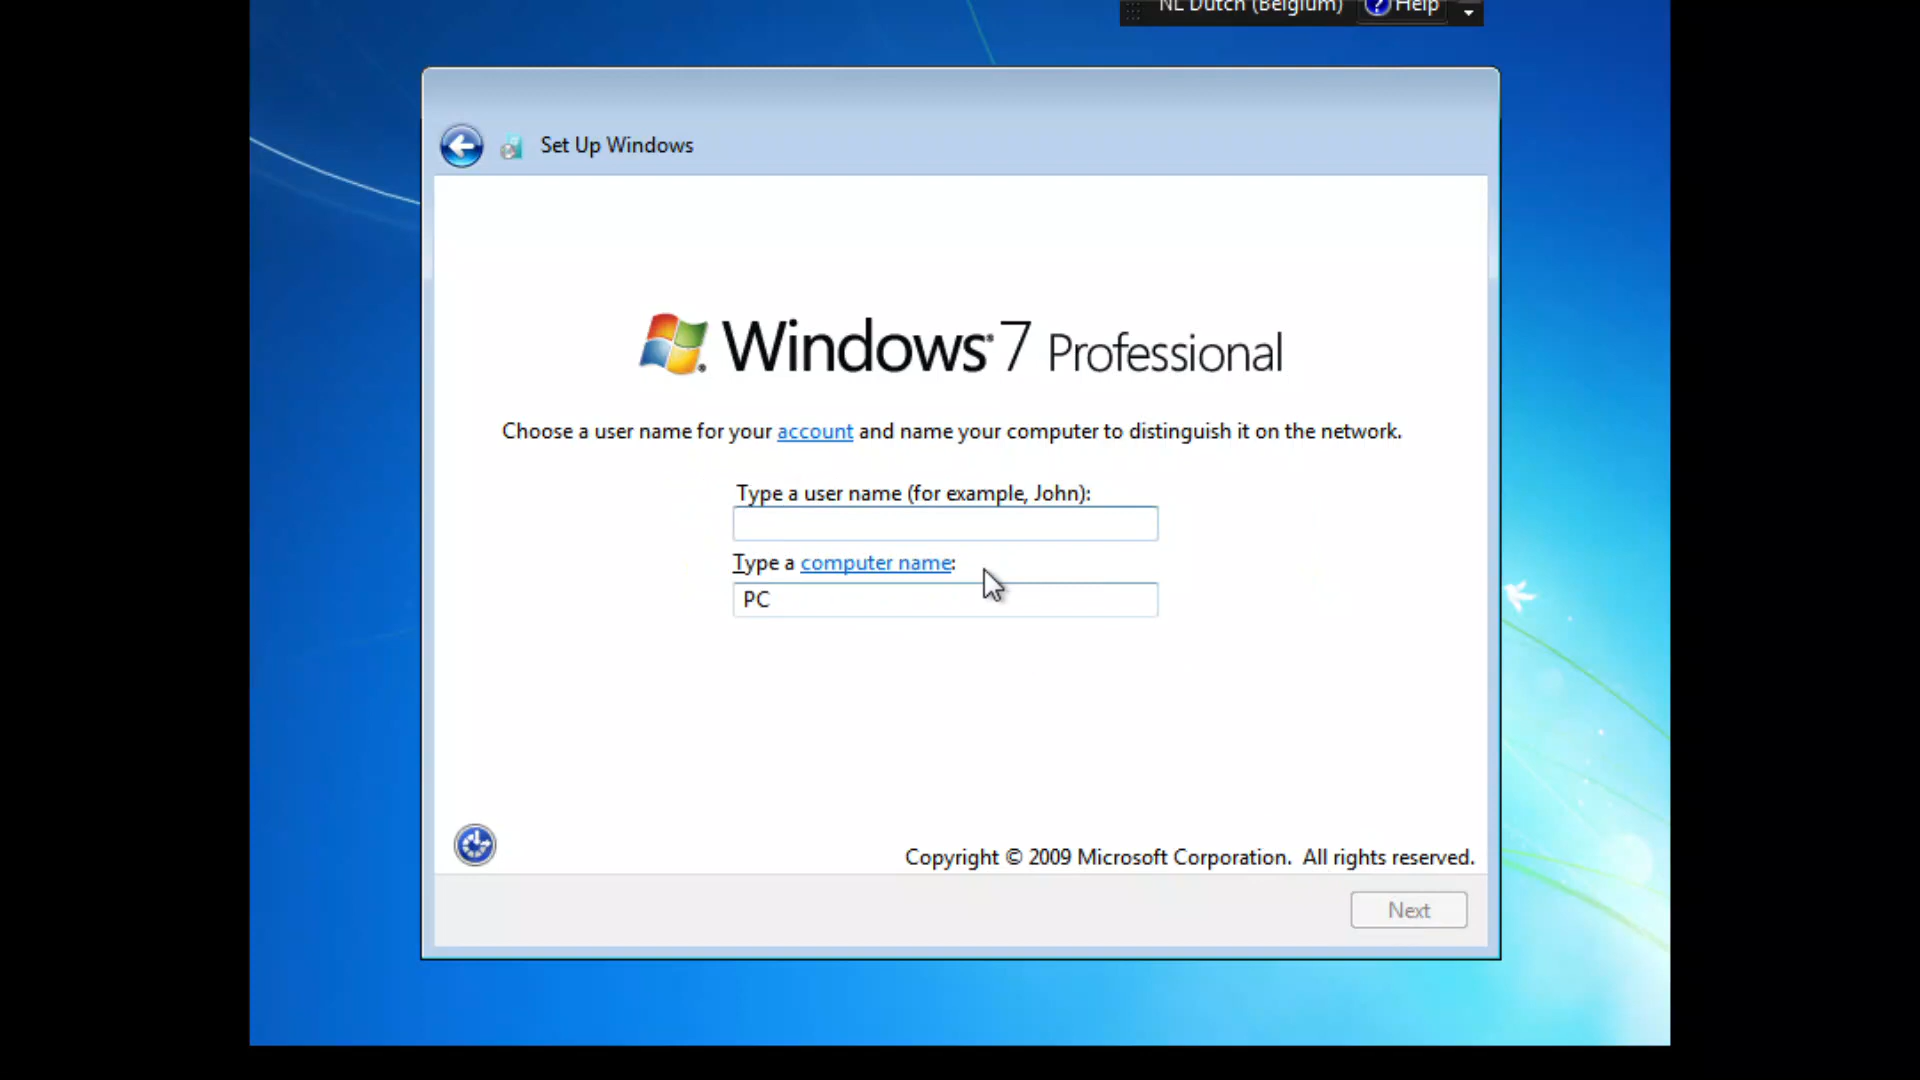 NL Dutch (Belgium) Help
Set Up Windows
Windows® 7 Professional
Choose a user name for your account and name your computer to distinguish it on the network.
Type a user name (for example, John):
Type a computer name:
PC
Copyright © 2009 Microsoft Corporation. All rights reserved.
Next